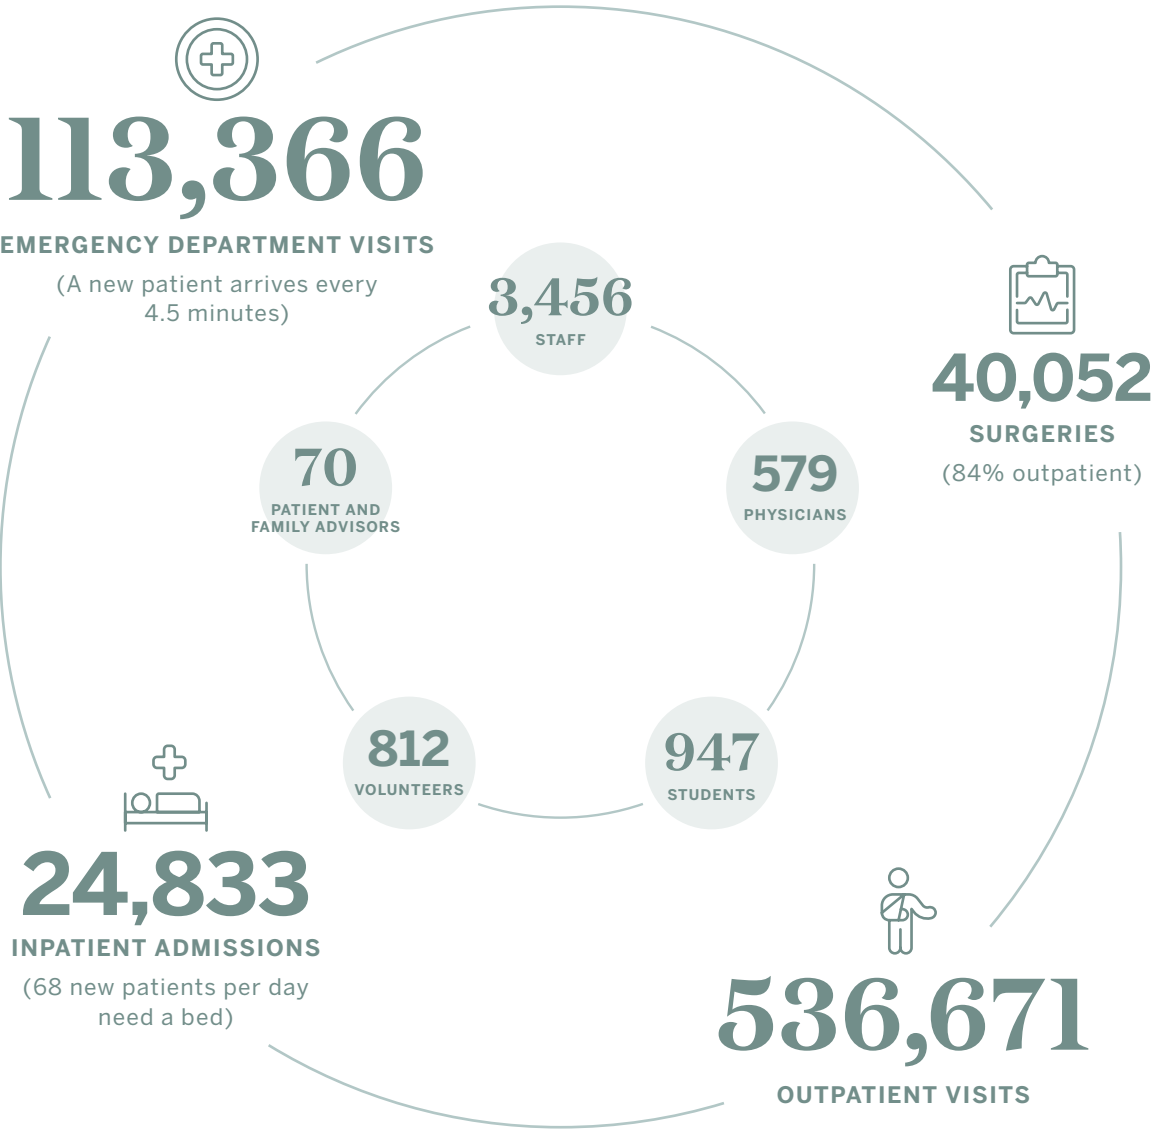 113,366
EMERGENCY DEPARTMENT VISITS
(A new patient arrives every
4.5 minutes)
3,456
STAFF
40,052
SURGERIES
(84% outpatient)
70
PATIENT AND
FAMILY ADVISORS
579
PHYSICIANS
812
VOLUNTEERS
947
STUDENTS
24,833
INPATIENT ADMISSIONS
(68 new patients per day
need a bed)
536,671
OUTPATIENT VISITS